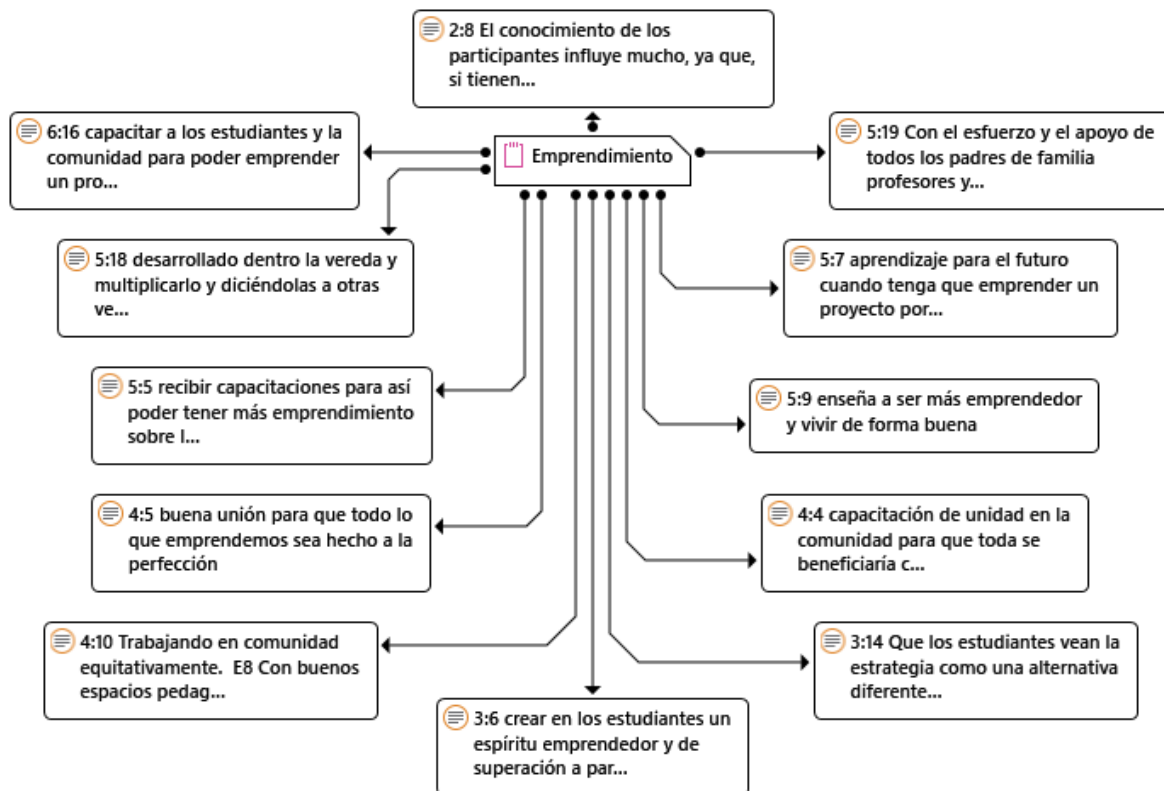 2:8 El conocimiento de los
participantes influye mucho, ya que,
si tienen...
6:16 capacitar a los estudiantes y la
comunidad para poder emprender
un pro...
Emprendimiento
5:19 Con el esfuerzo y el apoyo de
todos los padres de familia
profesores y...
5:18 desarrollado dentro la vereda y
multiplicarlo y diciéndolas a otras
ve...
5:7 aprendizaje para el futuro
cuando tenga que emprender un
proyecto por...
5:5 recibir capacitaciones para así
poder tener más emprendimiento
sobre l...
5:9 enseña a ser más emprendedor
y vivir de forma buena
4:5 buena unión para que todo lo
que emprendemos sea hecho a la
perfección
4:4 capacitación de unidad en la
comunidad para que toda se
beneficiaría c...
4:10 Trabajando en comunidad
equitativamente. E8 Con buenos
espacios pedag...
3:14 Que los estudiantes vean la
estrategia como una alternativa
diferente...
3:6 crear en los estudiantes un
espíritu emprendedor y de
superación a par...